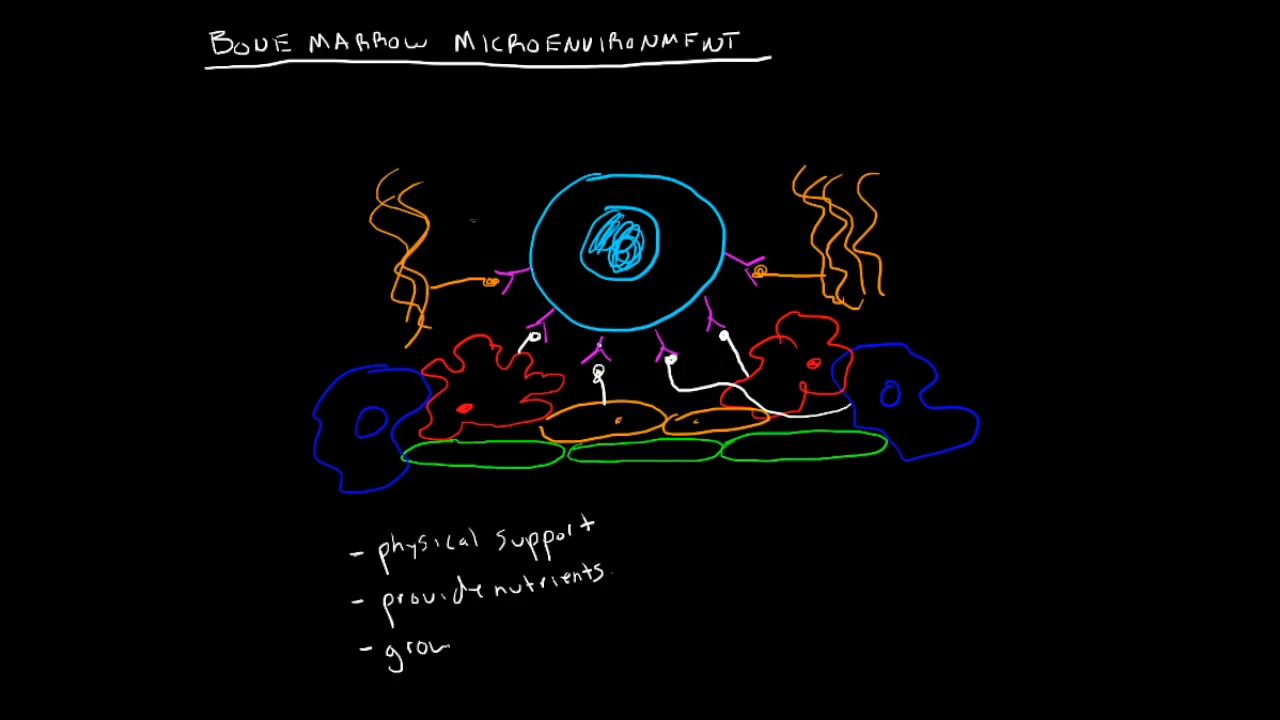 BONE MARROW MICROENVIRONMENT
- physical support
- provide nutrients
- grow